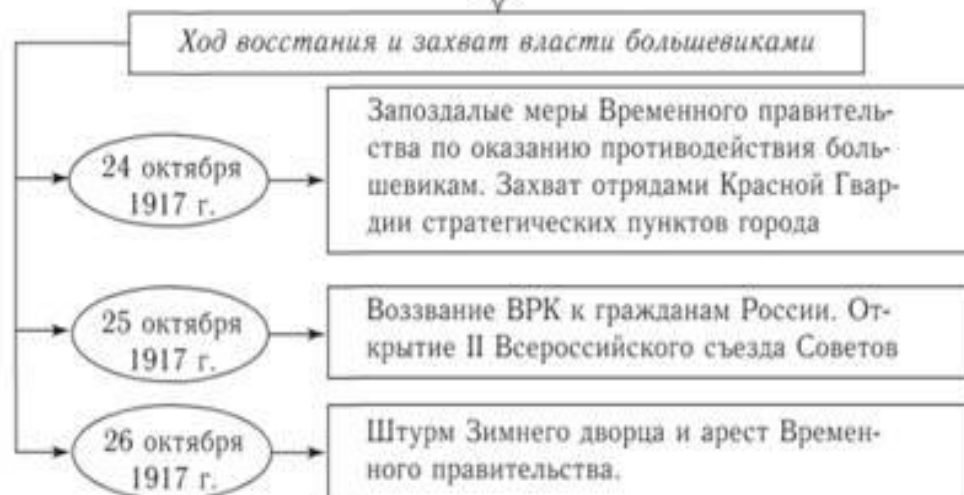 Ход восстания и захват власти большевиками
24 октября
1917 г.
Запоздалые меры Временного правитель-
ства по оказанию противодействия боль-
шевикам. Захват отрядами Красной Гвар-
дии стратегических пунктов города
25 октября
1917 г.
Воззвание ВРК к гражданам России. От-
крытие II Всероссийского съезда Советов
26 октября
1917 г.
Штурм Зимнего дворца и арест Времен-
ного правительства.